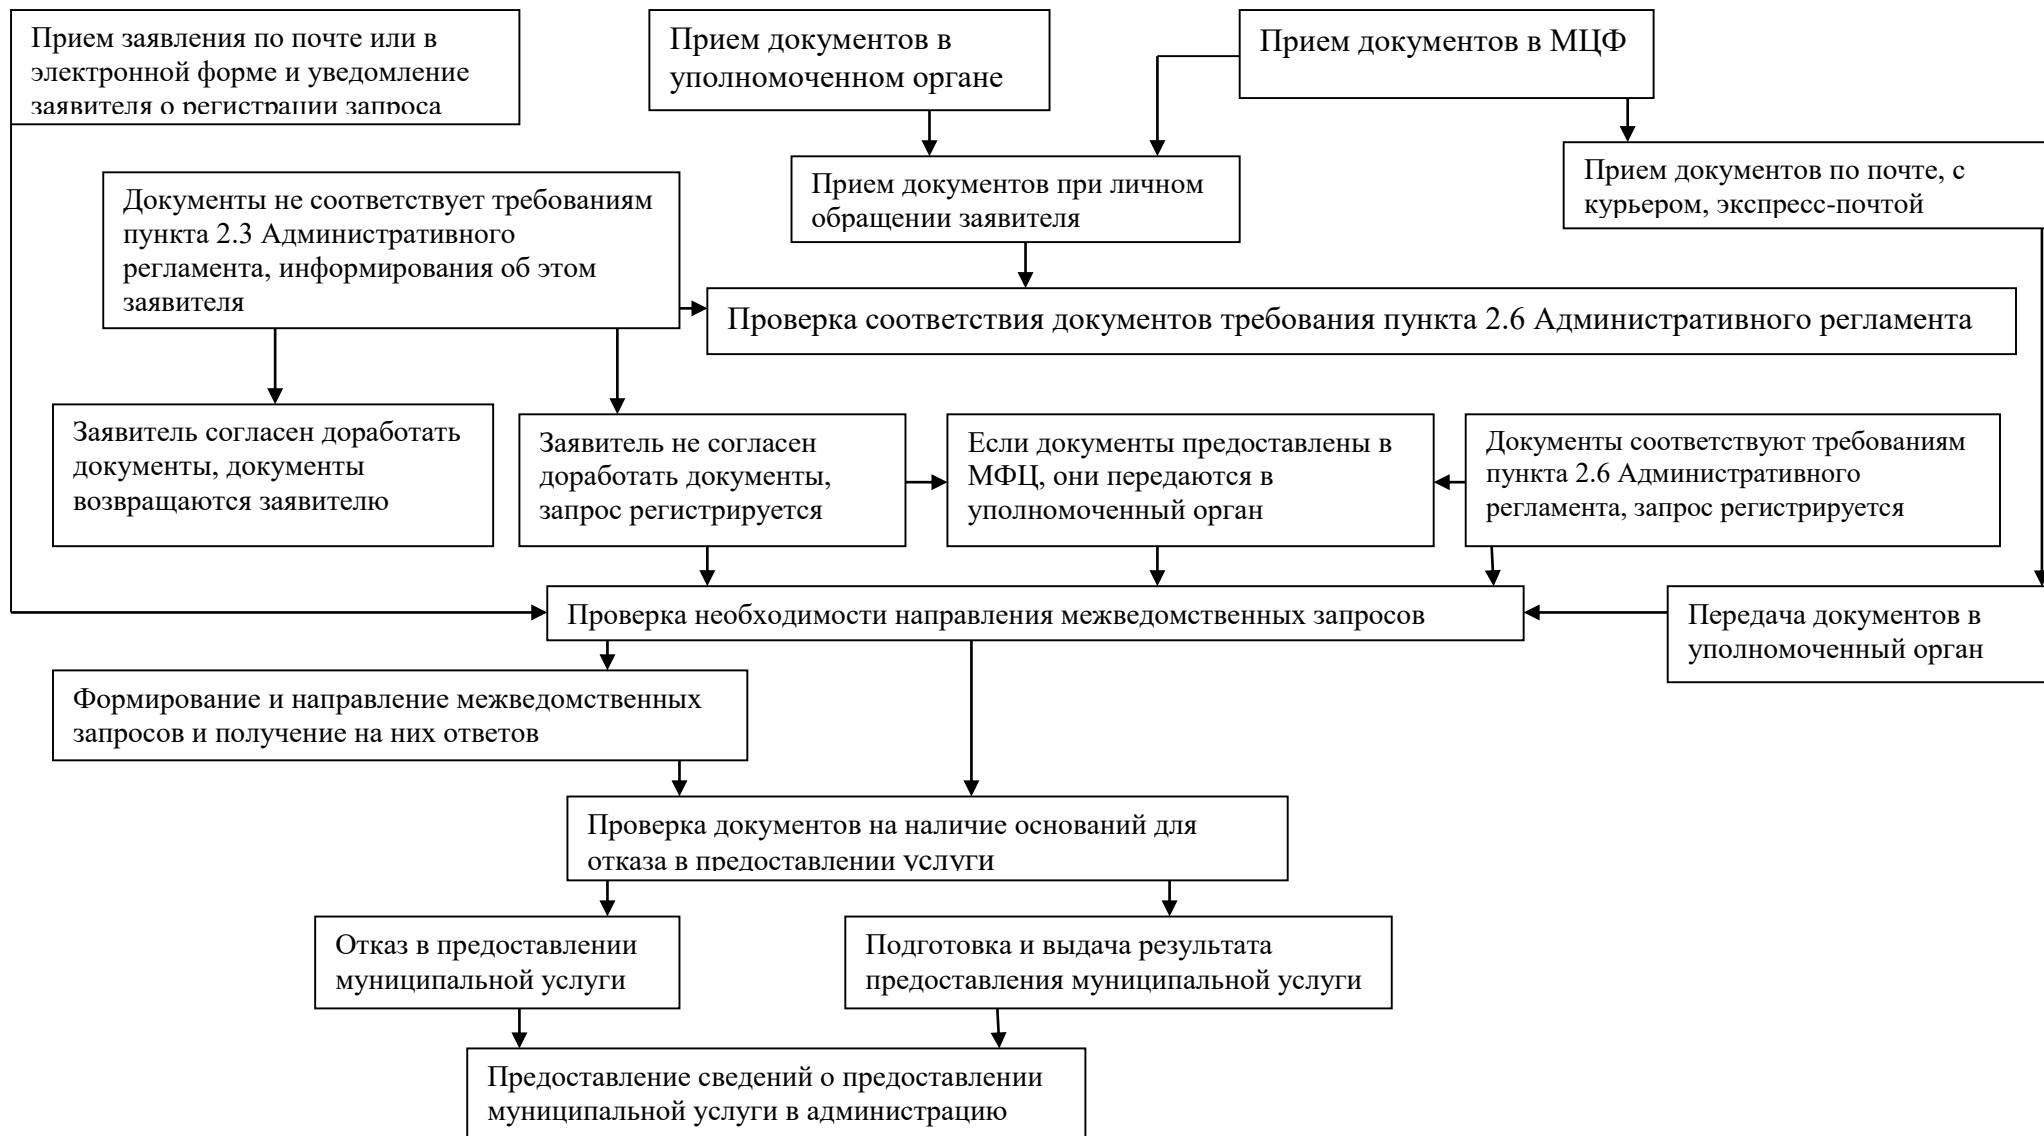 Прием заявления по почте или в
электронной форме и уведомление
заявителя о регистрации запроса
Прием документов в
уполномоченном органе
Прием документов в МЦФ
Прием документов при личном
обращении заявителя
Прием документов по почте, с
курьером, экспресс-почтой
Документы не соответствует требованиям
пункта 2.3 Административного
регламента, информирования об этом
заявителя
Проверка соответствия документов требования пункта 2.6 Административного регламента
Заявитель согласен доработать
документы, документы
возвращаются заявителю
Заявитель не согласен
доработать документы,
запрос регистрируется
Если документы предоставлены в
МФЦ, они передаются в
уполномоченный орган
Документы соответствуют требованиям
пункта 2.6 Административного
регламента, запрос регистрируется
Проверка необходимости направления межведомственных запросов
Передача документов в
уполномоченный орган
Формирование и направление межведомственных
запросов и получение на них ответов
Проверка документов на наличие оснований для
отказа в предоставлении услуги
Отказ в предоставлении
муниципальной услуги
Подготовка и выдача результата
предоставления муниципальной услуги
Предоставление сведений о предоставлении
муниципальной услуги в администрацию